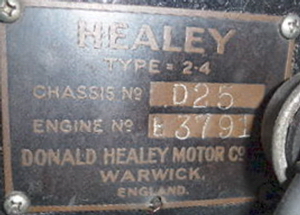 HEALEY
TYPE = 2·4
CHASSIS No D25
ENGINE No E3791
DONALD HEALEY MOTOR Co
WARWICK,
ENGLAND.